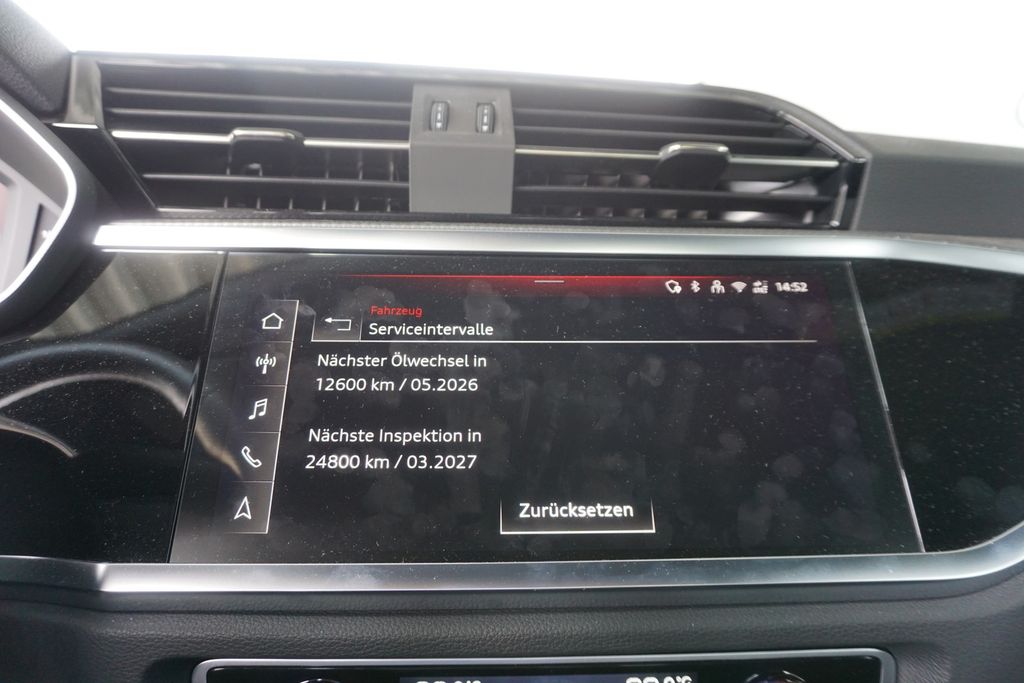 14:52
Fahrzeug
Serviceintervalle
Nächster Ölwechsel in
12600 km / 05.2026
Nächste Inspektion in
24800 km / 03.2027
Zurücksetzen